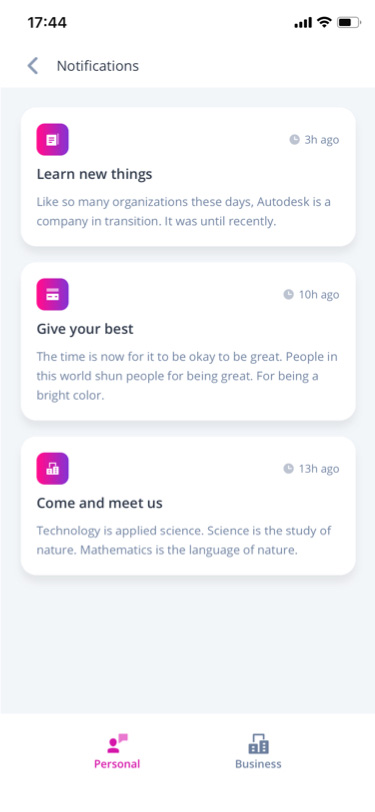 17:44
Notifications
3h ago
Learn new things
Like so many organizations these days, Autodesk is a
company in transition. It was until recently.
10h ago
Give your best
The time is now for it to be okay to be great. People in
this world shun people for being great. For being a
bright color.
13h ago
Come and meet us
Technology is applied science. Science is the study of
nature. Mathematics is the language of nature.
Personal
Business